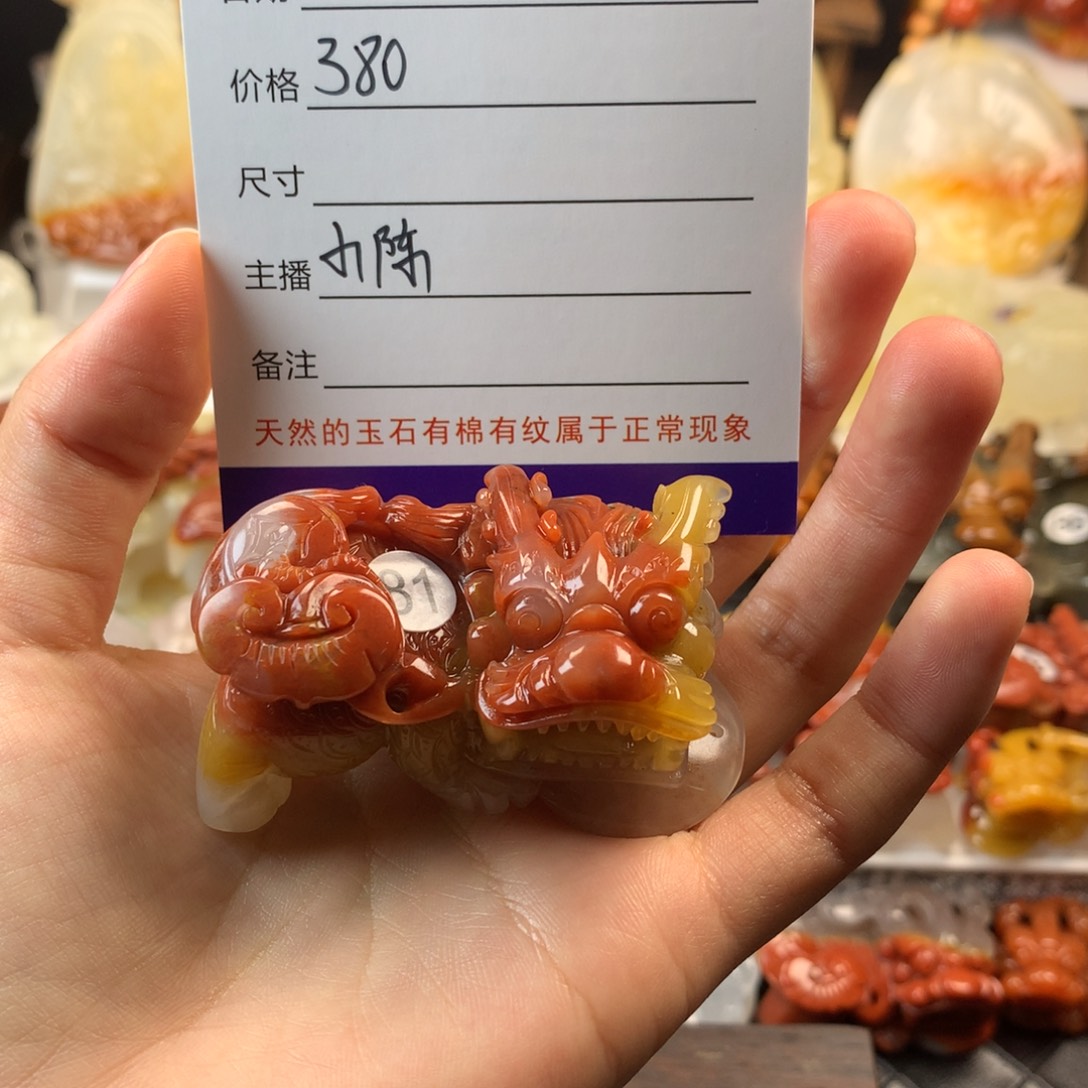 价格 380
尺寸
主播 小陈
备注
天然的玉石有棉有纹属于正常现象
81